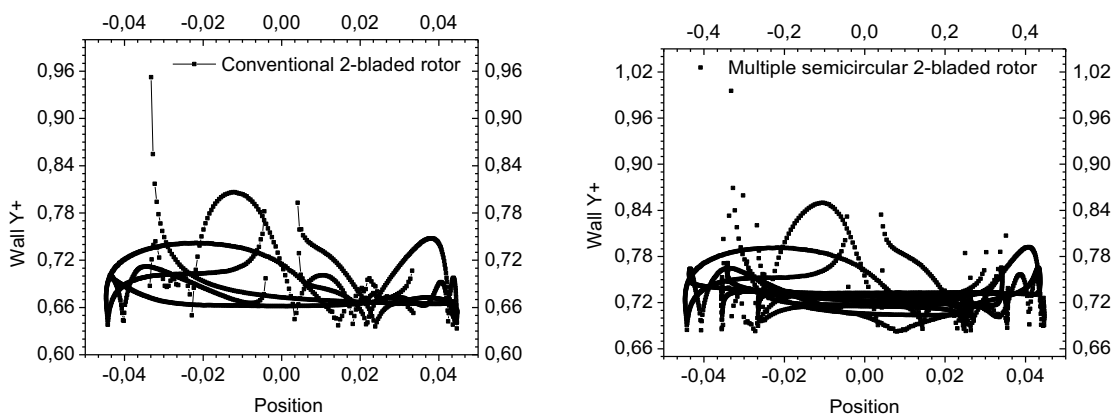 -0,04 -0,02 0,00 0,02 0,04
Conventional 2-bladed rotor
0,96 0,96
0,90 0,90
0,84 0,84
0,78 0,78
0,72 0,72
0,66 0,66
0,60 0,60
Wall Y+
-0,04 -0,02 0,00 0,02 0,04
Position
-0,4 -0,2 0,0 0,2 0,4
Multiple semicircular 2-bladed rotor
1,02 1,02
0,96 0,96
0,90 0,90
0,84 0,84
0,78 0,78
0,72 0,72
0,66 0,66
Wall Y+
-0,04 -0,02 0,00 0,02 0,04
Position